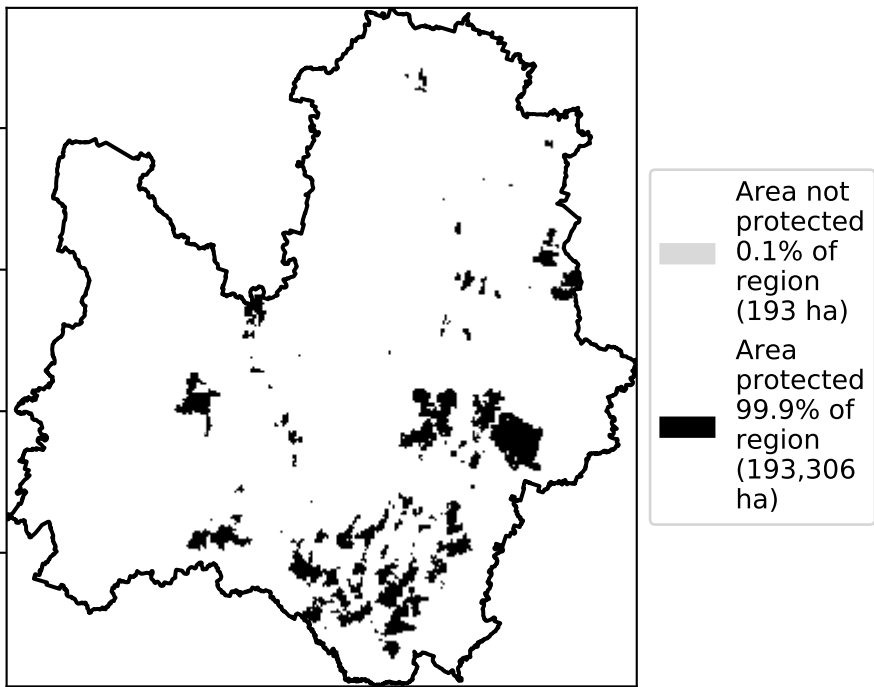 Area not
protected
0.1% of
region
(193 ha)
Area
protected
99.9% of
region
(193,306
ha)